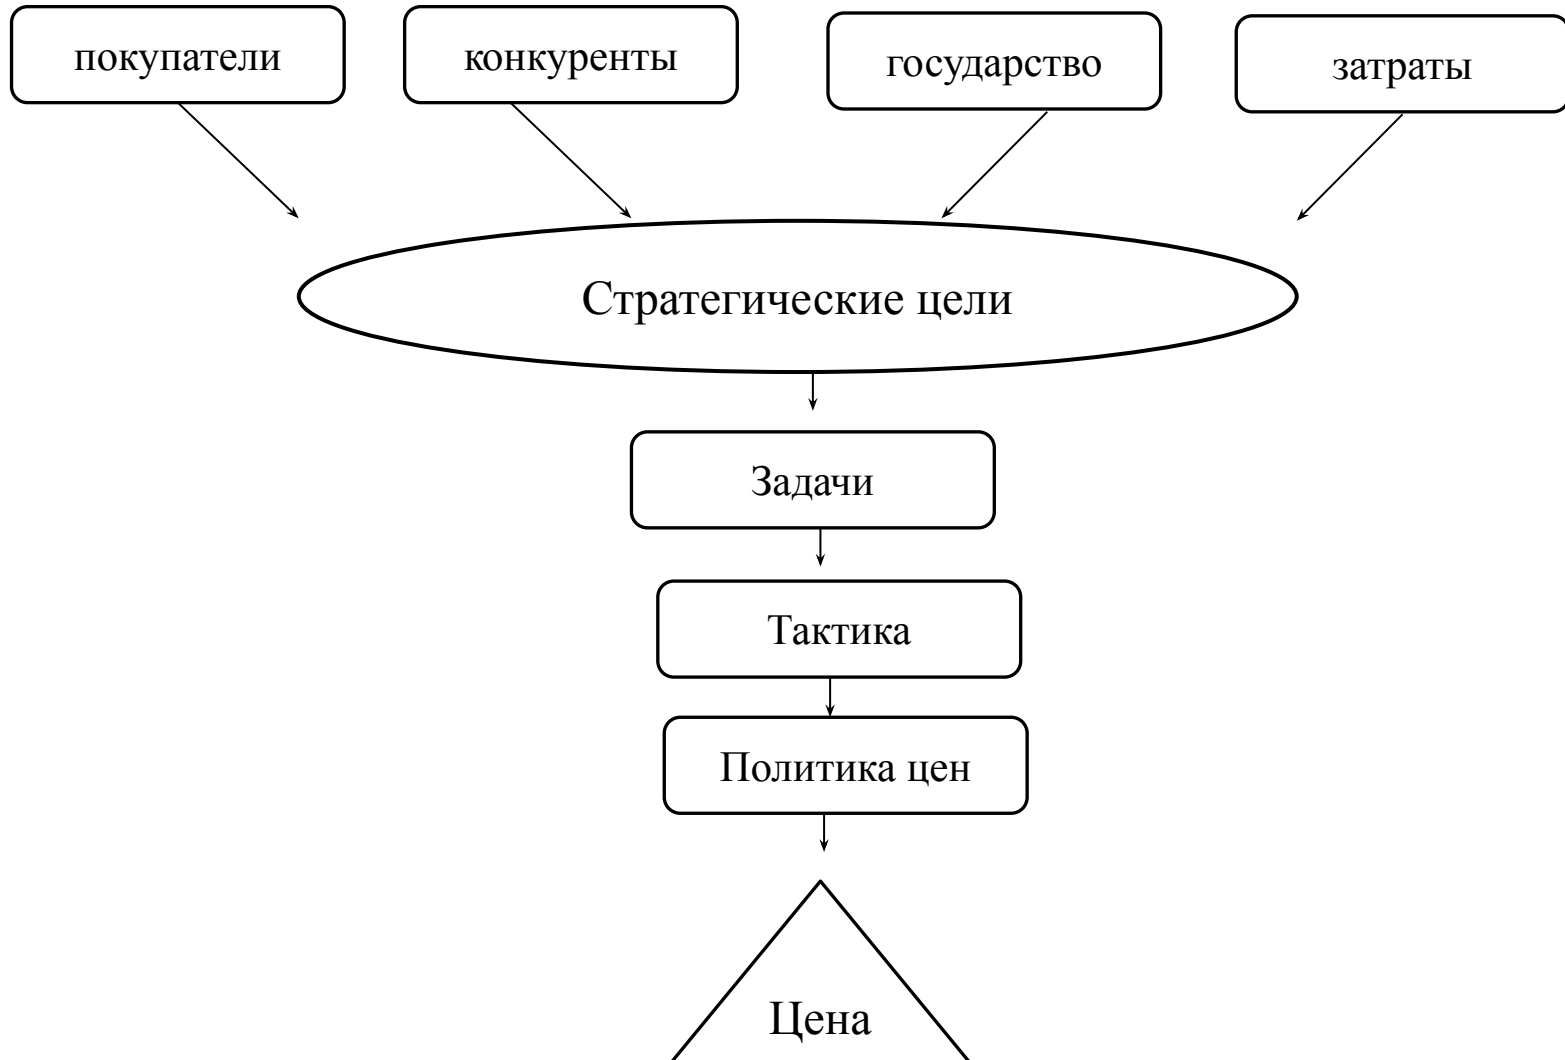 покупатели
конкуренты
государство
затраты
Стратегические цели
Задачи
Тактика
Политика цен
Цена